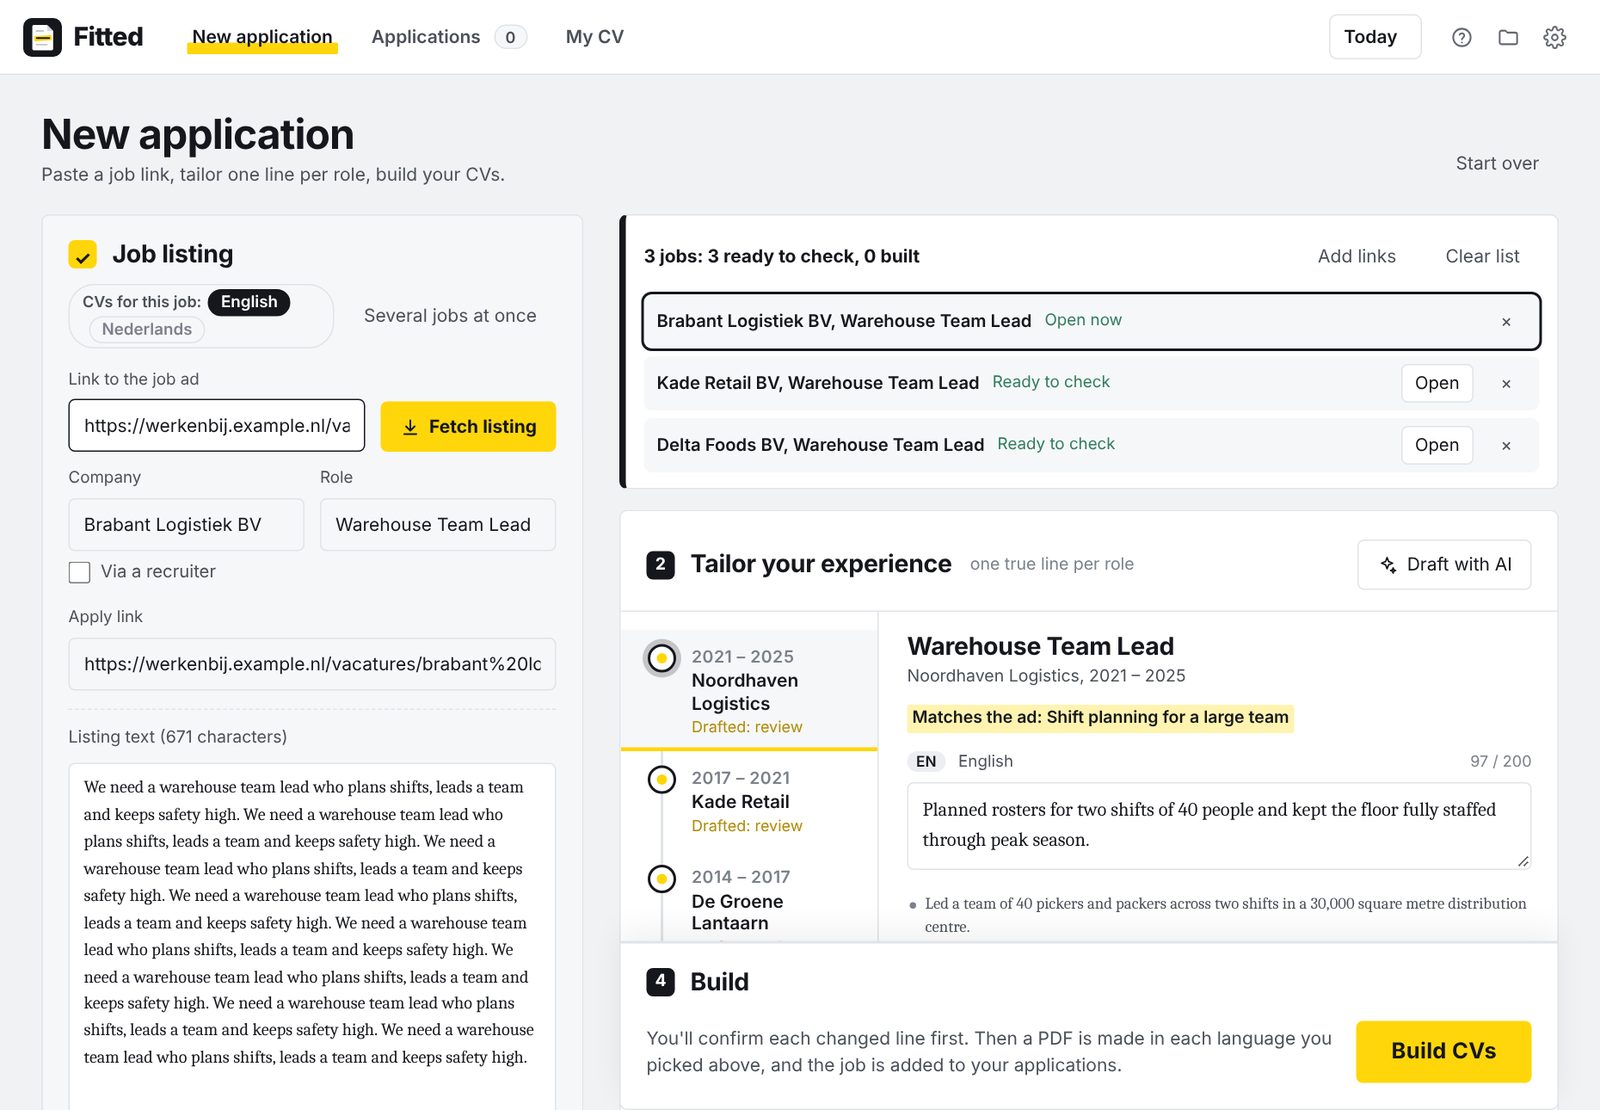 Fitted
New application
Applications 0
My CV
Today
New application
Paste a job link, tailor one line per role, build your CVs.
Start over
Job listing
CVs for this job: English
Nederlands
Several jobs at once
Link to the job ad
https://werkenbij.example.nl/va
Fetch listing
Company
Role
Brabant Logistiek BV
Warehouse Team Lead
Via a recruiter
Apply link
https://werkenbij.example.nl/vacatures/brabant%20lo
Listing text (671 characters)
We need a warehouse team lead who plans shifts, leads a team
and keeps safety high. We need a warehouse team lead who
plans shifts, leads a team and keeps safety high. We need a
warehouse team lead who plans shifts, leads a team and keeps
safety high. We need a warehouse team lead who plans shifts,
leads a team and keeps safety high. We need a warehouse team
lead who plans shifts, leads a team and keeps safety high. We
need a warehouse team lead who plans shifts, leads a team and
keeps safety high. We need a warehouse team lead who plans
shifts, leads a team and keeps safety high. We need a warehouse
team lead who plans shifts, leads a team and keeps safety high.
3 jobs: 3 ready to check, 0 built
Add links
Clear list
Brabant Logistiek BV, Warehouse Team Lead Open now ×
Kade Retail BV, Warehouse Team Lead Ready to check Open ×
Delta Foods BV, Warehouse Team Lead Ready to check Open ×
2 Tailor your experience one true line per role
Draft with AI
2021 – 2025
Noordhaven
Logistics
Drafted: review
2017 – 2021
Kade Retail
Drafted: review
2014 – 2017
De Groene
Lantaarn
Warehouse Team Lead
Noordhaven Logistics, 2021 – 2025
Matches the ad: Shift planning for a large team
EN English 97 / 200
Planned rosters for two shifts of 40 people and kept the floor fully staffed
through peak season.
• Led a team of 40 pickers and packers across two shifts in a 30,000 square metre distribution
centre.
4 Build
You'll confirm each changed line first. Then a PDF is made in each language you
picked above, and the job is added to your applications.
Build CVs